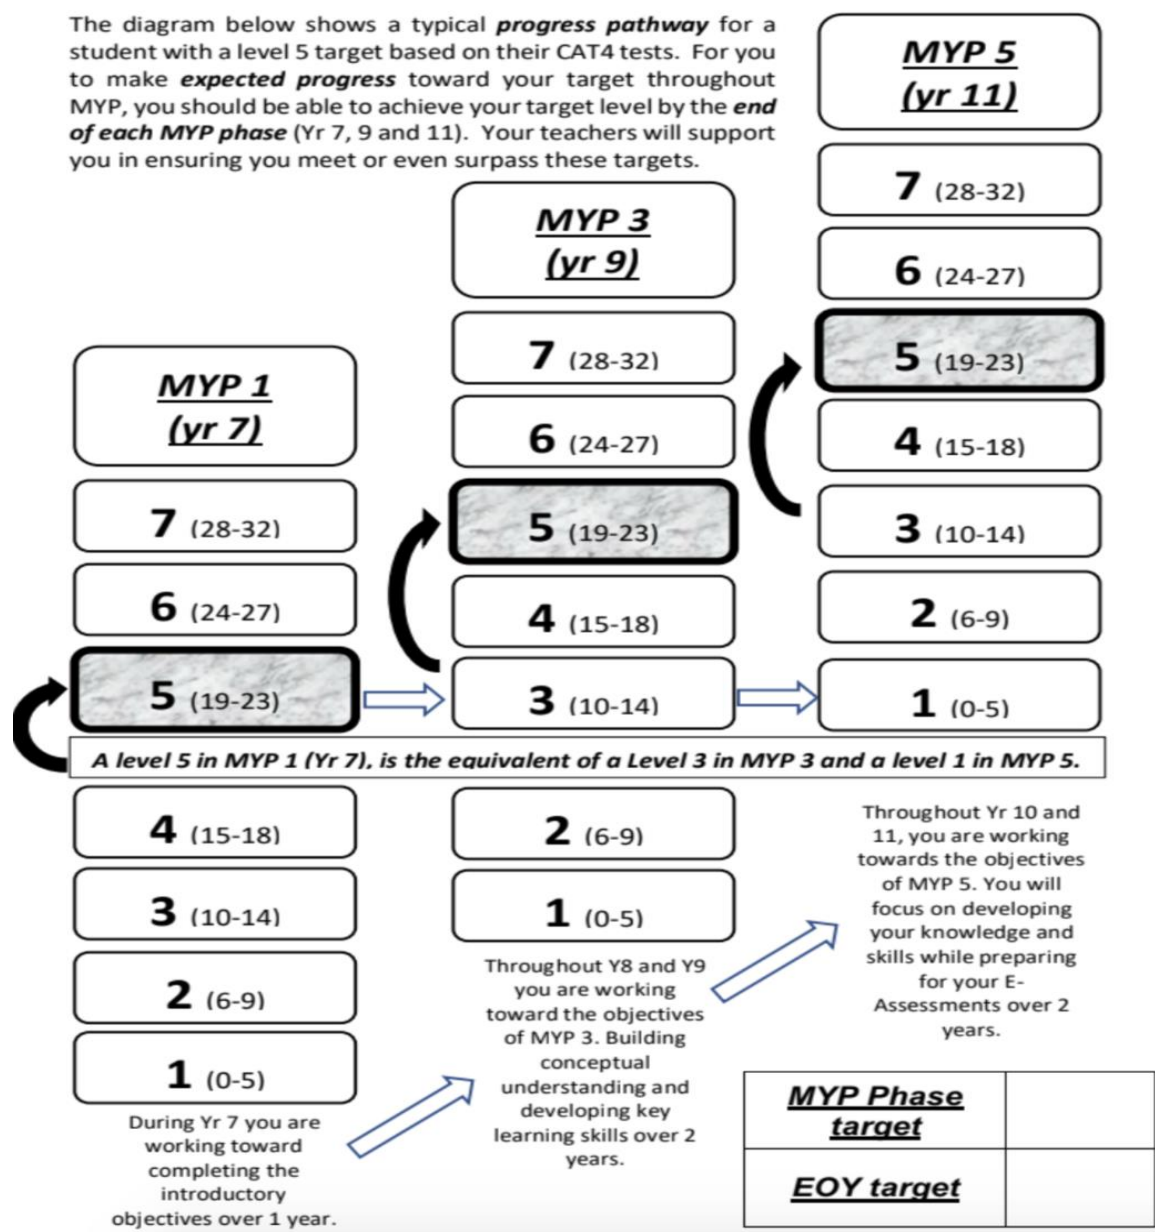 The diagram below shows a typical progress pathway for a
student with a level 5 target based on their CAT4 tests. For you
to make expected progress toward your target throughout
MYP, you should be able to achieve your target level by the end
of each MYP phase (Yr 7, 9 and 11). Your teachers will support
you in ensuring you meet or even surpass these targets.
MYP 1
(yr 7)
7 (28-32)
6 (24-27)
5 (19-23)
MYP 3
(yr 9)
7 (28-32)
6 (24-27)
5 (19-23)
4 (15-18)
3 (10-14)
MYP 5
(yr 11)
7 (28-32)
6 (24-27)
5 (19-23)
4 (15-18)
3 (10-14)
2 (6-9)
1 (0-5)
A level 5 in MYP 1 (Yr 7), is the equivalent of a Level 3 in MYP 3 and a level 1 in MYP 5.
4 (15-18)
3 (10-14)
2 (6-9)
1 (0-5)
During Yr 7 you are
working toward
completing the
introductory
objectives over 1 year.
2 (6-9)
1 (0-5)
Throughout Y8 and Y9
you are working
toward the objectives
of MYP 3. Building
conceptual
understanding and
developing key
learning skills over 2
years.
Throughout Yr 10 and
11, you are working
towards the objectives
of MYP 5. You will
focus on developing
your knowledge and
skills while preparing
for your E-
Assessments over 2
years.
MYP Phase
target
EOY target